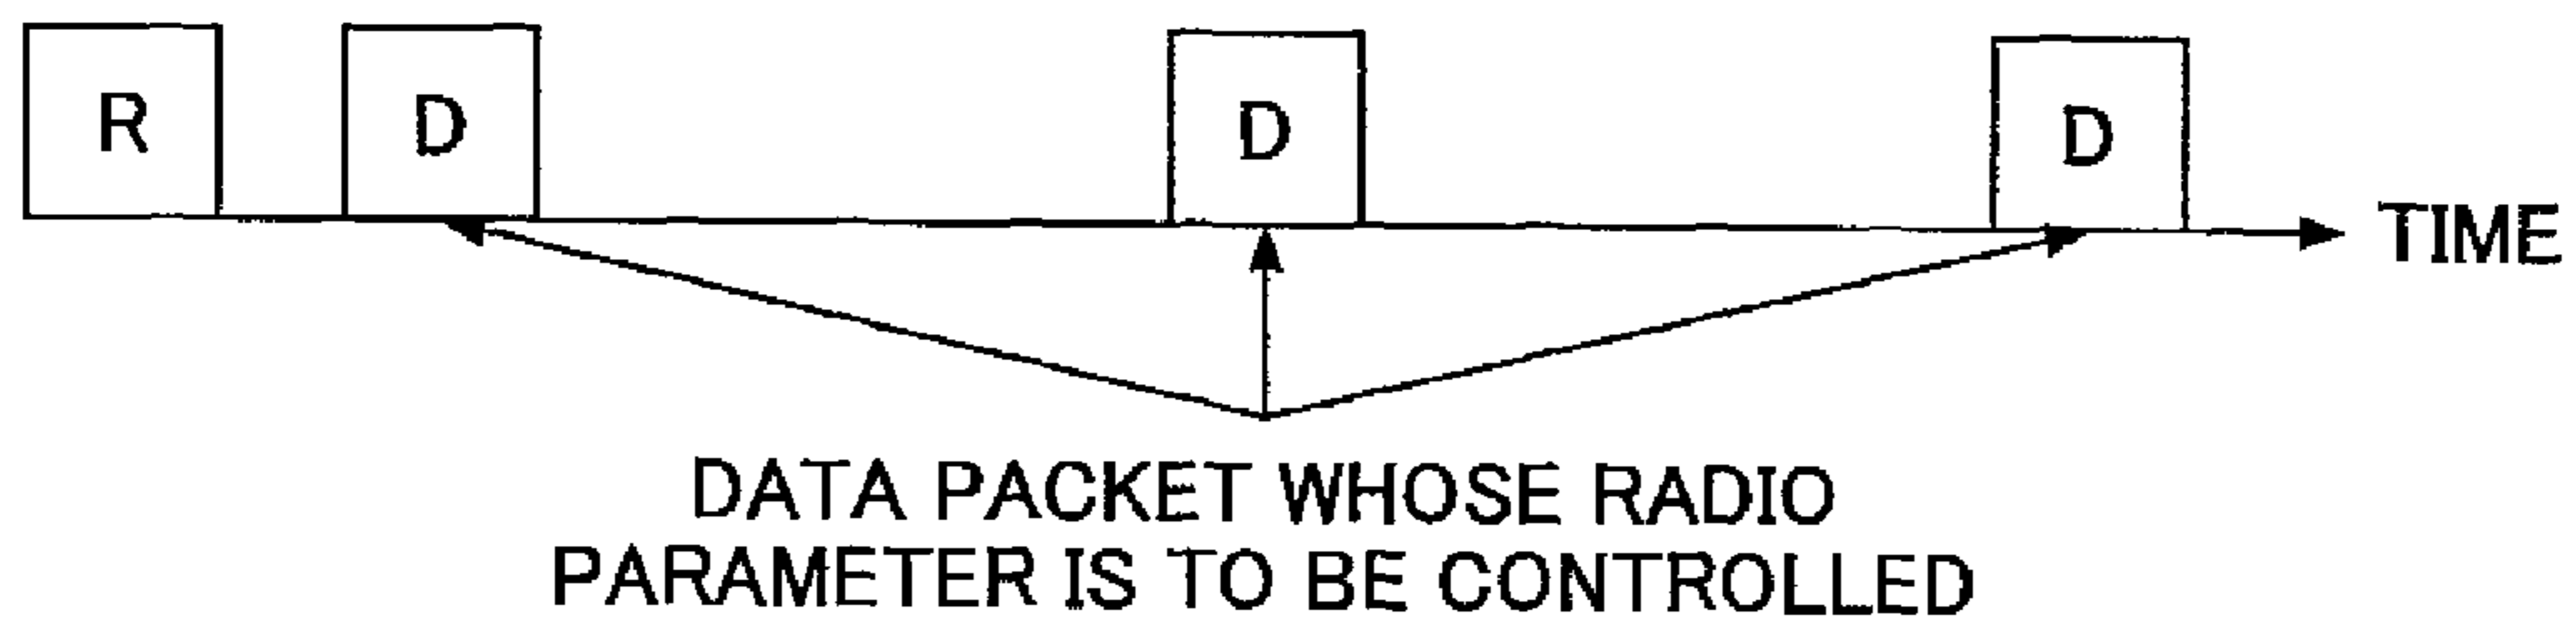 R D D D
TIME
DATA PACKET WHOSE RADIO
PARAMETER IS TO BE CONTROLLED